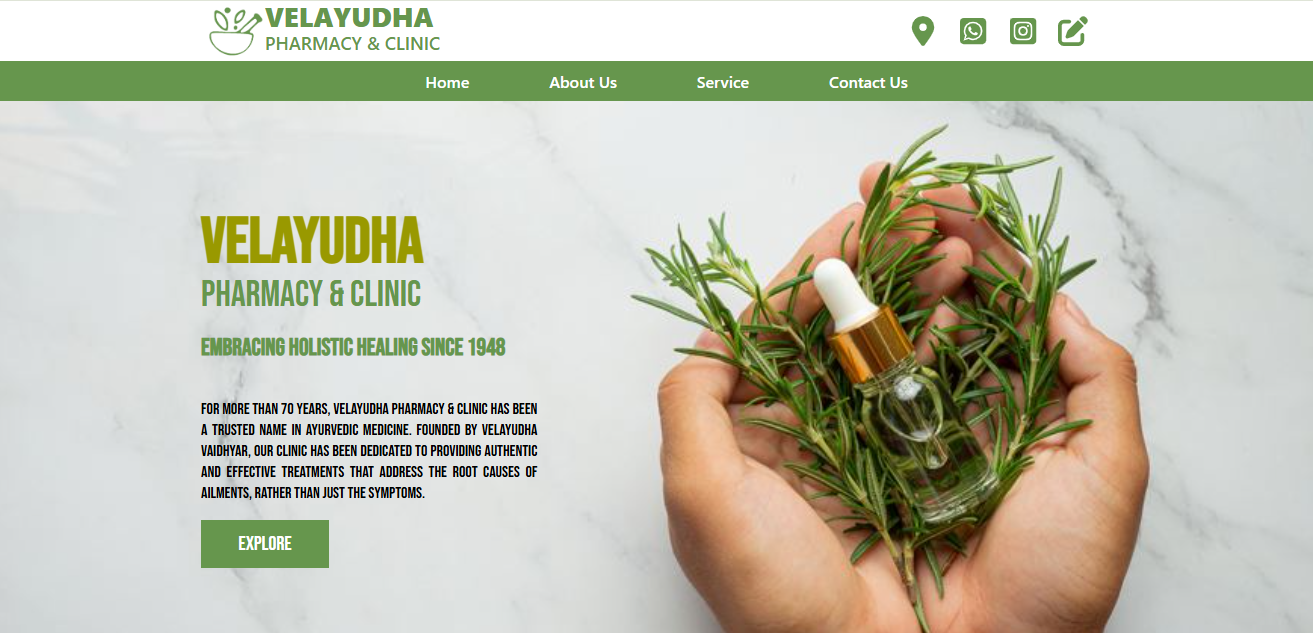 VELAYUDHA
PHARMACY & CLINIC
Home About Us Service Contact Us
VELAYUDHA
PHARMACY & CLINIC
EMBRACING HOLISTIC HEALING SINCE 1948
FOR MORE THAN 70 YEARS, VELAYUDHA PHARMACY & CLINIC HAS BEEN
A TRUSTED NAME IN AYURVEDIC MEDICINE. FOUNDED BY VELAYUDHA
VAIDHYAR, OUR CLINIC HAS BEEN DEDICATED TO PROVIDING AUTHENTIC
AND EFFECTIVE TREATMENTS THAT ADDRESS THE ROOT CAUSES OF
AILMENTS, RATHER THAN JUST THE SYMPTOMS.
EXPLORE